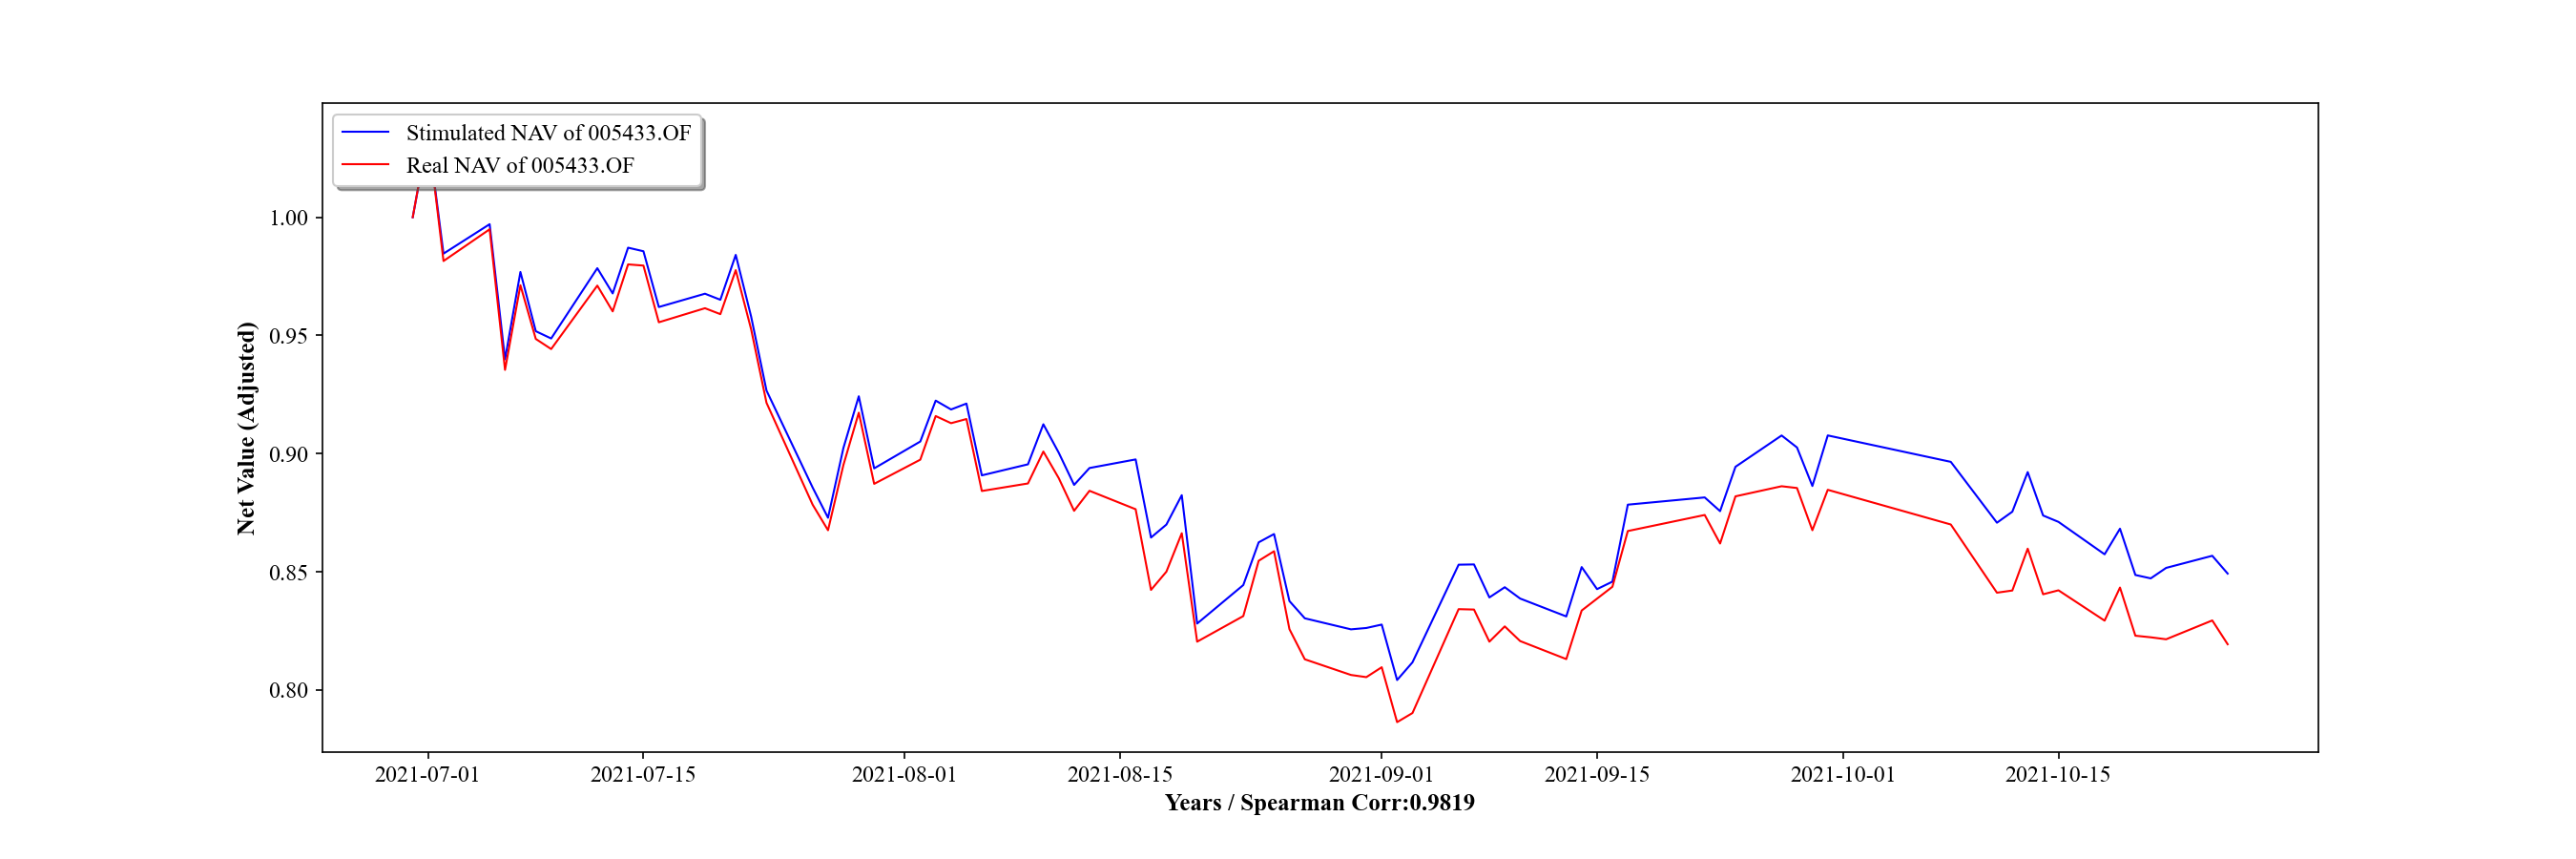 Stimulated NAV of 005433.OF
Real NAV of 005433.OF
Net Value (Adjusted)
1.00
0.95
0.90
0.85
0.80
2021-07-01 2021-07-15 2021-08-01 2021-08-15 2021-09-01 2021-09-15 2021-10-01 2021-10-15
Years / Spearman Corr:0.9819